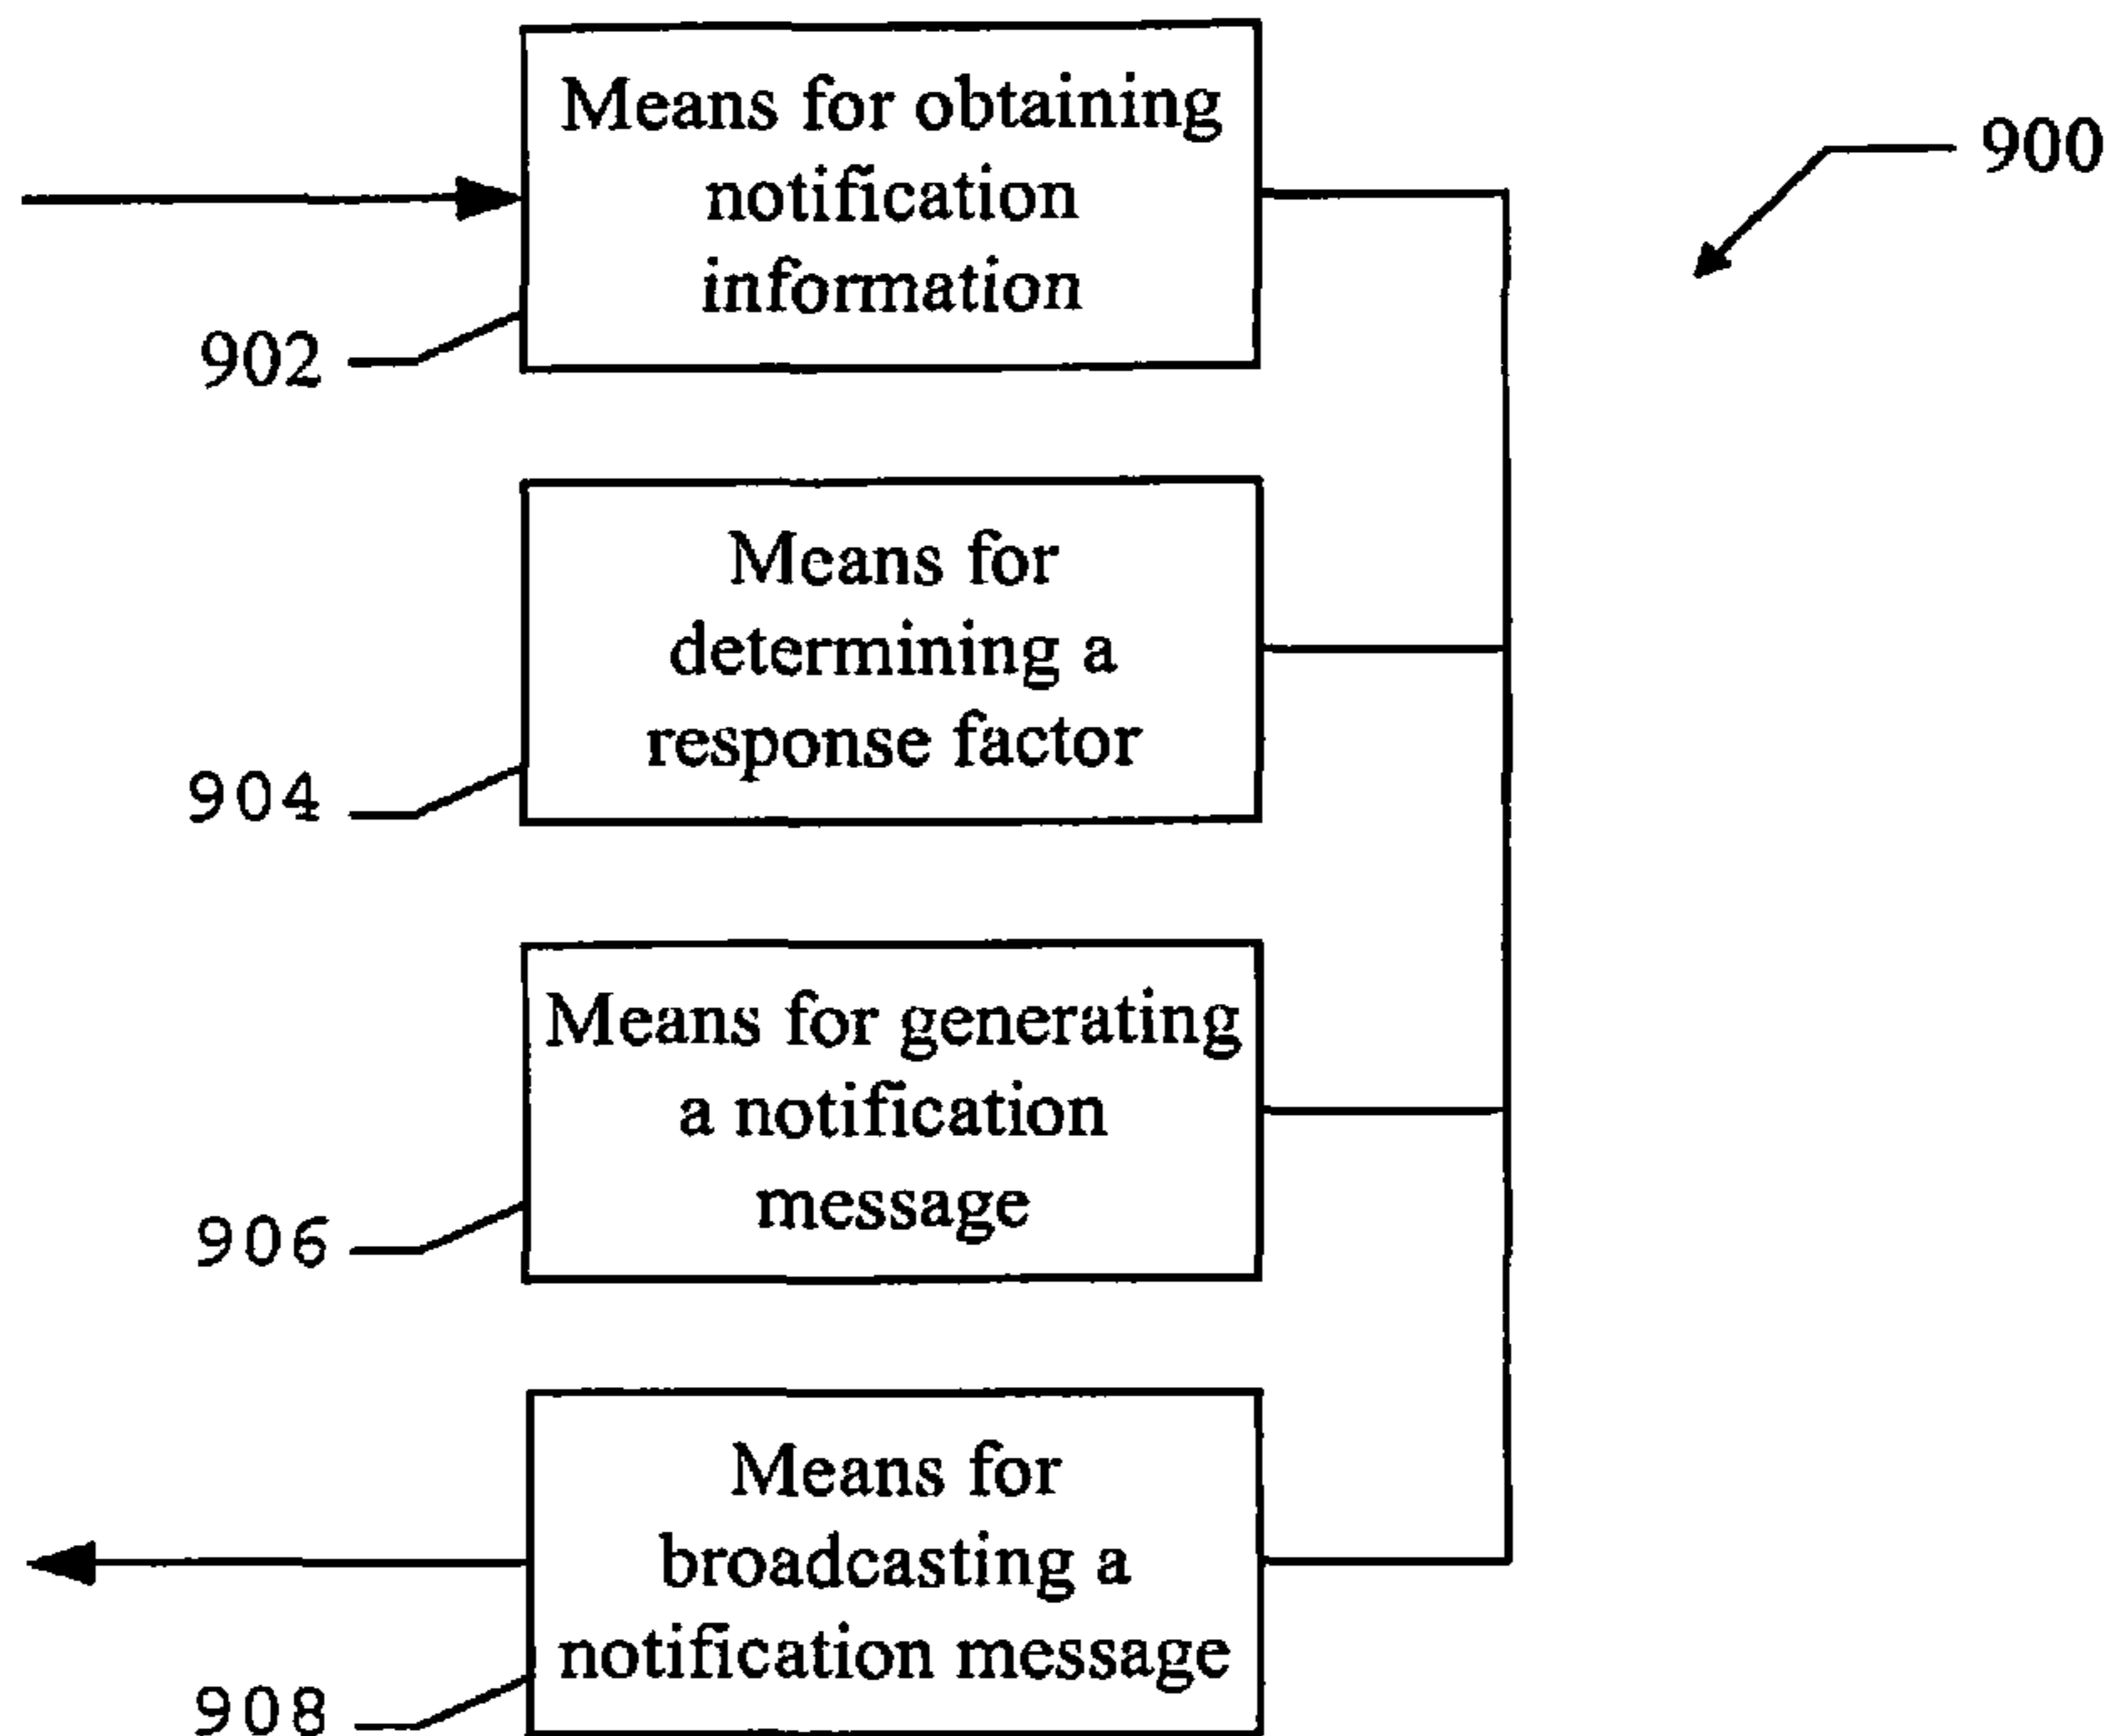 Means for obtaining
notification
information
900
902
Means for
determining a
response factor
904
Means for generating
a notification
message
906
Means for
broadcasting a
notification message
908